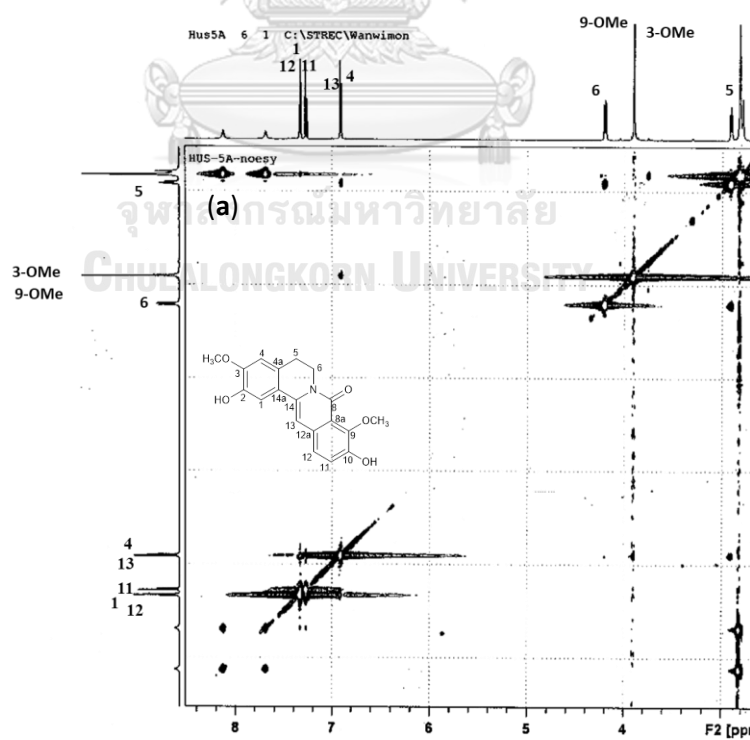 9-OMe
3-OMe
Hus5A 6 1 C:\STREC\Wanwimon
1
12 11
13 4
6
5
HUS-5A-noesy
5
(a)
จุฬาลงกรณ์มหาวิทยาลัย
CHULALONGKORN UNIVERSITY
3-OMe
9-OMe
6
H₃CO
3
4
4a
5
6
HO
2
1
14a
14
N
8
O
13
8a
OCH₃
9
12a
12
11
10
OH
4
13
11
1 12
8 7 6 5 4 3 F2 [ppm